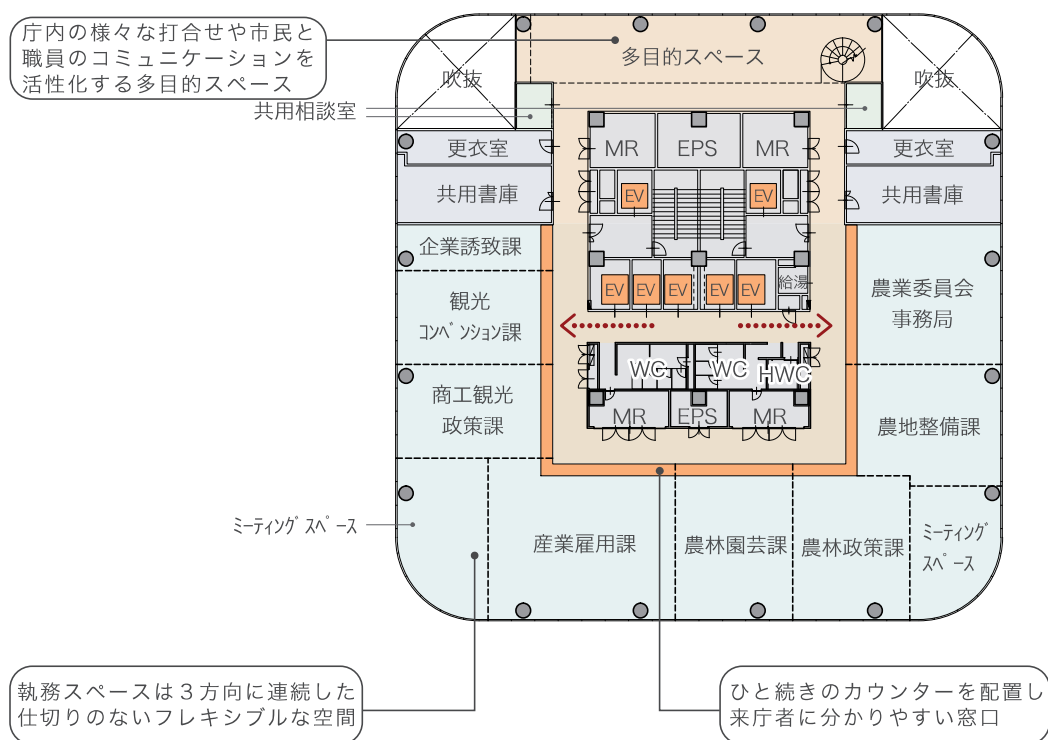 庁内の様々な打合せや市民と
職員のコミュニケーションを
活性化する多目的スペース
多目的スペース
吹抜
吹抜
共用相談室
更衣室
MR
EPS
MR
更衣室
共用書庫
EV
EV
共用書庫
企業誘致課
EV
EV
EV
EV
EV
給湯
観光
コンベンション課
農業委員会
事務局
WC
WC
HWC
商工観光
政策課
MR
EPS
MR
農地整備課
ミーティングスペース
産業雇用課
農林園芸課
農林政策課
ミーティング
スペース
執務スペースは3方向に連続した
仕切りのないフレキシブルな空間
ひと続きのカウンターを配置し
来庁者に分かりやすい窓口